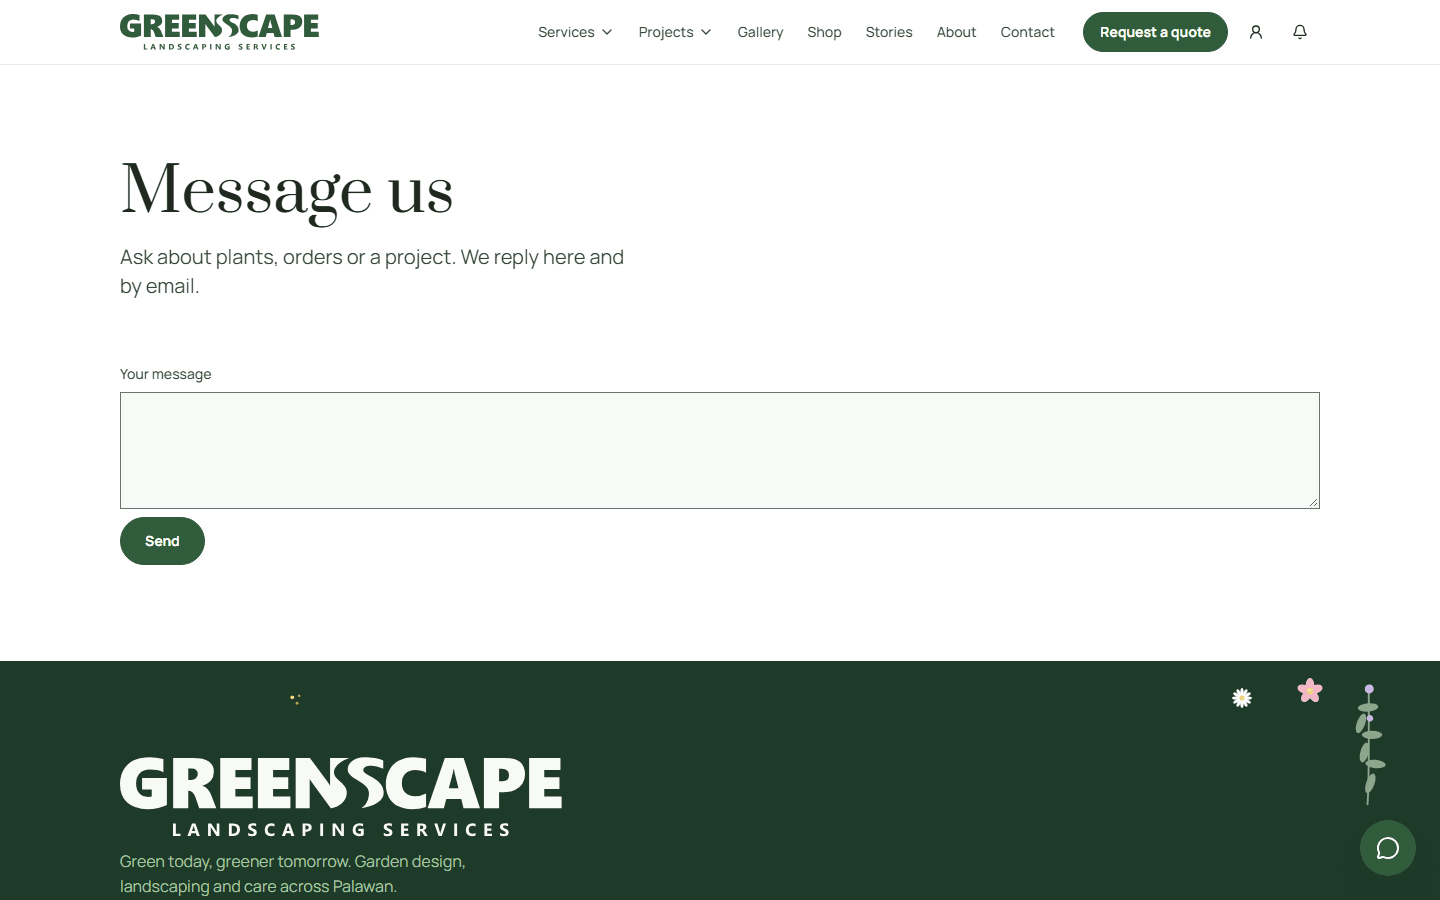 GREENSCAPE
LANDSCAPING SERVICES
Services
Projects
Gallery
Shop
Stories
About
Contact
Request a quote
Message us
Ask about plants, orders or a project. We reply here and
by email.
Your message
Send
GREENSCAPE
LANDSCAPING SERVICES
Green today, greener tomorrow. Garden design,
landscaping and care across Palawan.